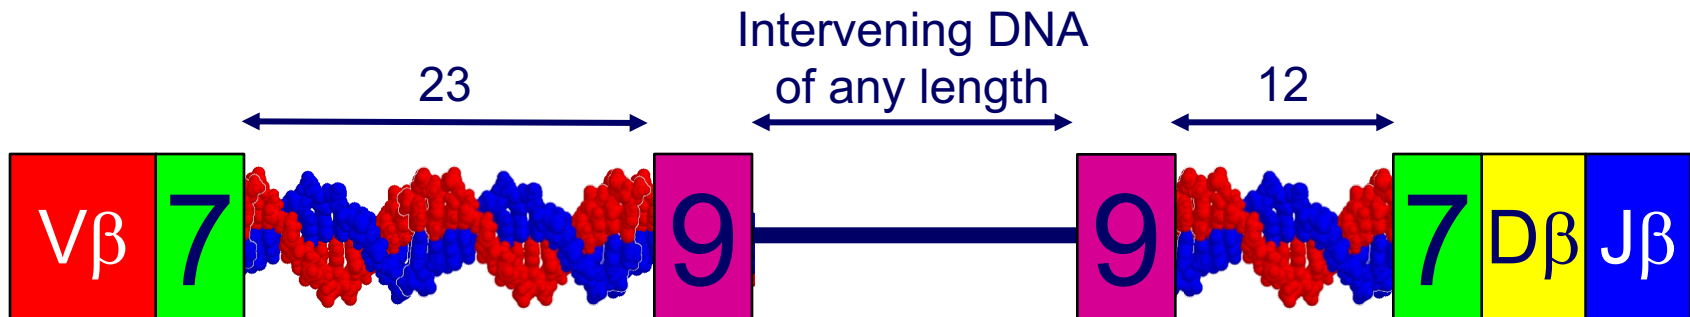 Intervening DNA
of any length
23
12
Vβ 7 9 9 7 Dβ Jβ